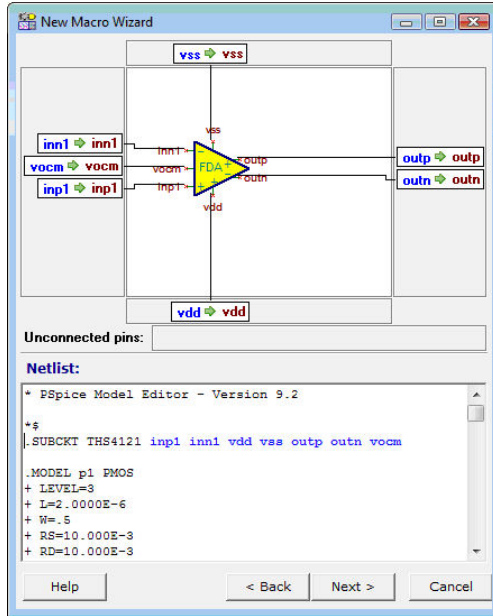 New Macro Wizard
vss vss
vss
inn1 inn1
inn1
outp
outp outp
vocm vocm
vocm
FDA
outn
outn outn
inp1 inp1
inp1
vdd
vdd vdd
Unconnected pins:
Netlist:
* PSpice Model Editor - Version 9.2
*$
.SUBCKT THS4121 inp1 inn1 vdd vss outp outn vocm
.MODEL p1 PMOS
+ LEVEL=3
+ L=2.0000E-6
+ W=.5
+ RS=10.000E-3
+ RD=10.000E-3
Help
< Back
Next >
Cancel